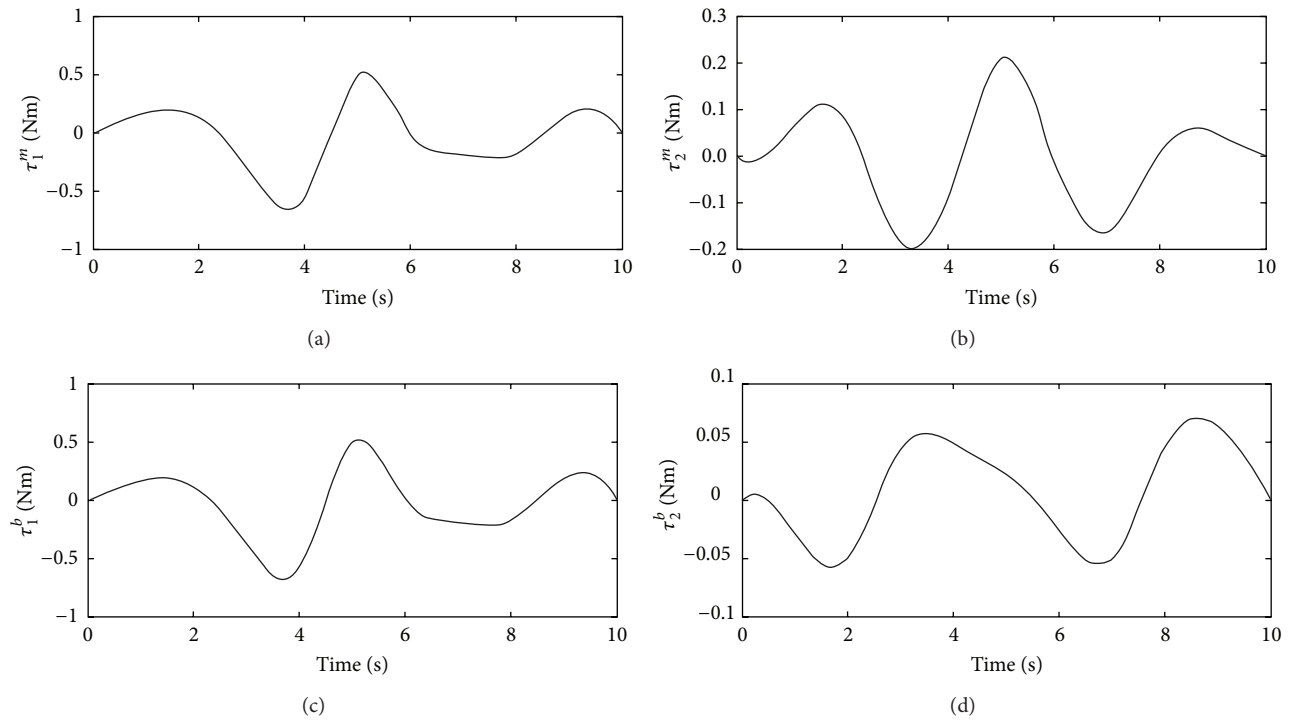 1
0.5
0
−0.5
−1
τ₁ᵐ (Nm)
0 2 4 6 8 10
Time (s)
(a)
0.3
0.2
0.1
0.0
−0.1
−0.2
τ₂ᵐ (Nm)
0 2 4 6 8 10
Time (s)
(b)
1
0.5
0
−0.5
−1
τ₁ᵇ (Nm)
0 2 4 6 8 10
Time (s)
(c)
0.1
0.05
0
−0.05
−0.1
τ₂ᵇ (Nm)
0 2 4 6 8 10
Time (s)
(d)